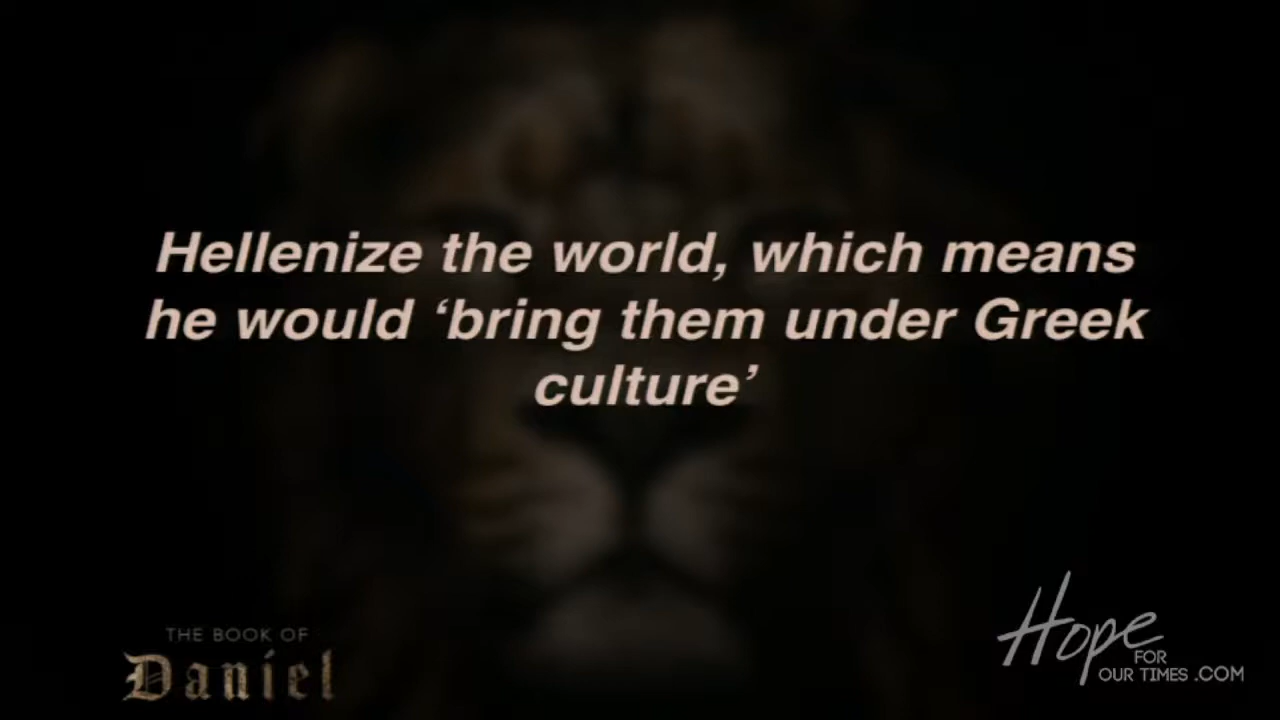 Hellenize the world, which means
he would ‘bring them under Greek
culture’
THE BOOK OF
Daniel
Hope
FOR
OUR TIMES .COM